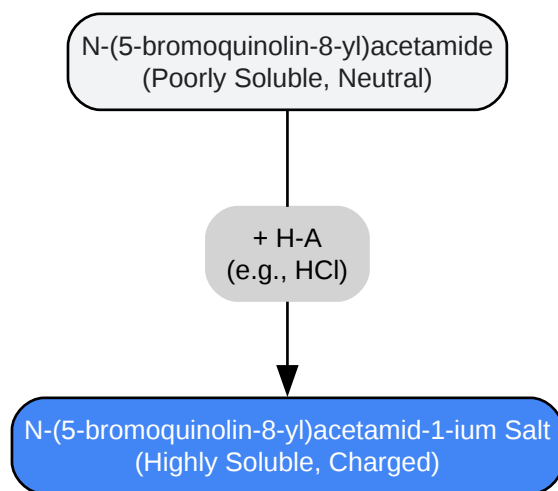 N-(5-bromoquinolin-8-yl)acetamide
(Poorly Soluble, Neutral)
+ H-A
(e.g., HCl)
N-(5-bromoquinolin-8-yl)acetamid-1-ium Salt
(Highly Soluble, Charged)